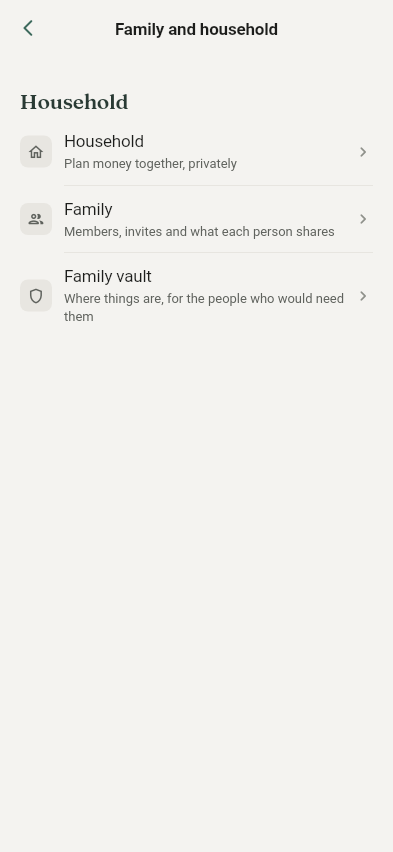 Family and household
Household
Household
Plan money together, privately
Family
Members, invites and what each person shares
Family vault
Where things are, for the people who would need
them